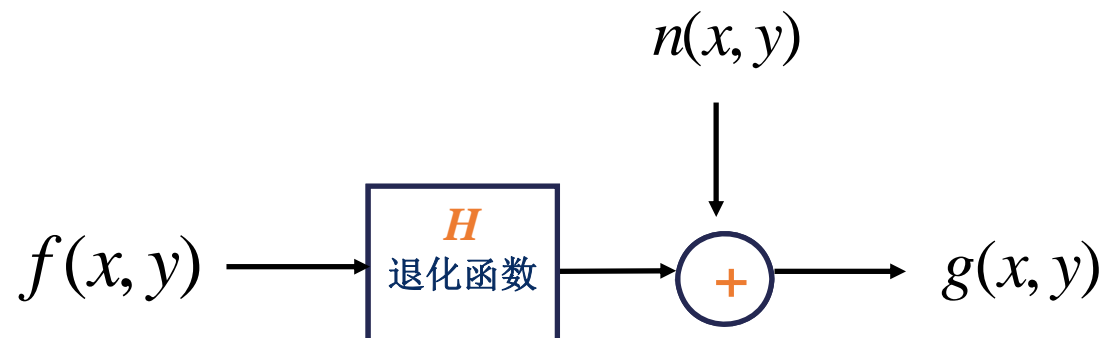 n(x, y)
H
退化函数
f(x, y)
+
g(x, y)